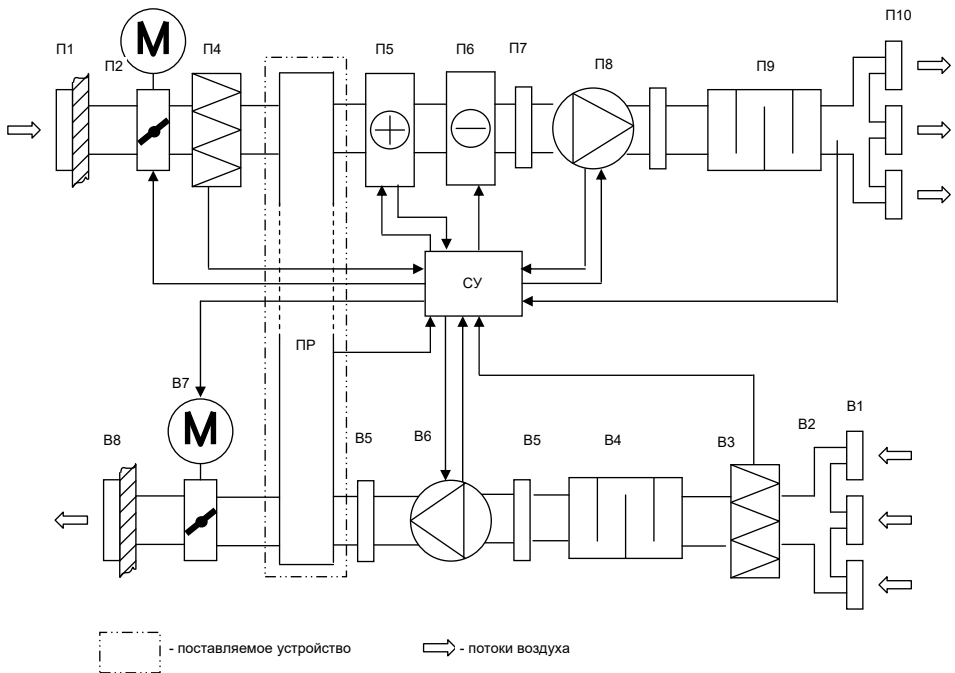 П10
П1
П2
М
П4
П5
П6
П7
П8
П9
СУ
ПР
В7
М
В8
В5
В6
В5
В4
В3
В2
В1
- поставляемое устройство
- потоки воздуха